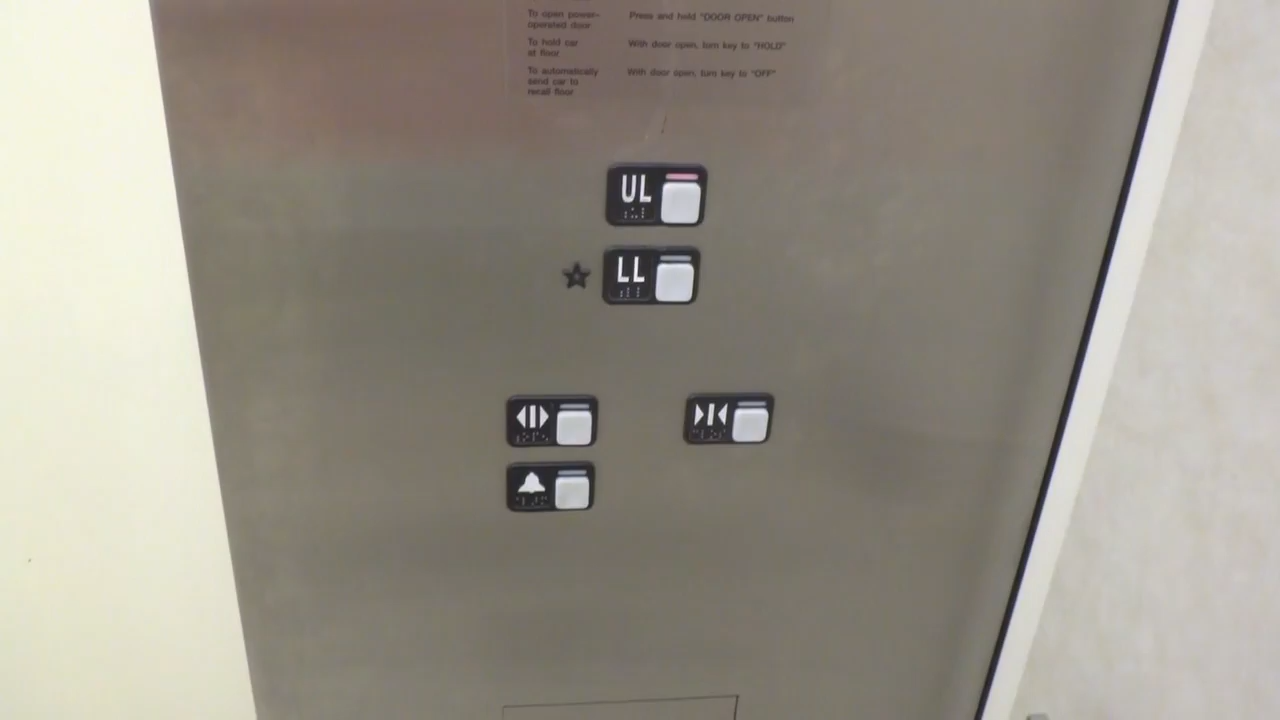 To open power-
operated door
Press and hold "DOOR OPEN" button
To hold car
at floor
With door open, turn key to "HOLD"
To automatically
send car to
recall floor
With door open, turn key to "OFF"
UL
LL